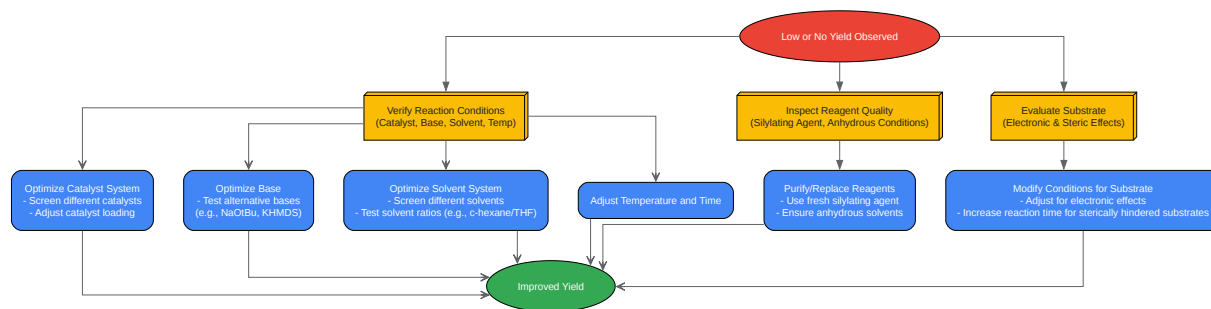 Low or No Yield Observed
Verify Reaction Conditions
(Catalyst, Base, Solvent, Temp)
Inspect Reagent Quality
(Silylating Agent, Anhydrous Conditions)
Evaluate Substrate
(Electronic & Steric Effects)
Optimize Catalyst System
- Screen different catalysts
- Adjust catalyst loading
Optimize Base
- Test alternative bases
(e.g., NaOtBu, KHMDS)
Optimize Solvent System
- Screen different solvents
- Test solvent ratios (e.g., c-hexane/THF)
Adjust Temperature and Time
Purify/Replace Reagents
- Use fresh silylating agent
- Ensure anhydrous solvents
Modify Conditions for Substrate
- Adjust for electronic effects
- Increase reaction time for sterically hindered substrates
Improved Yield